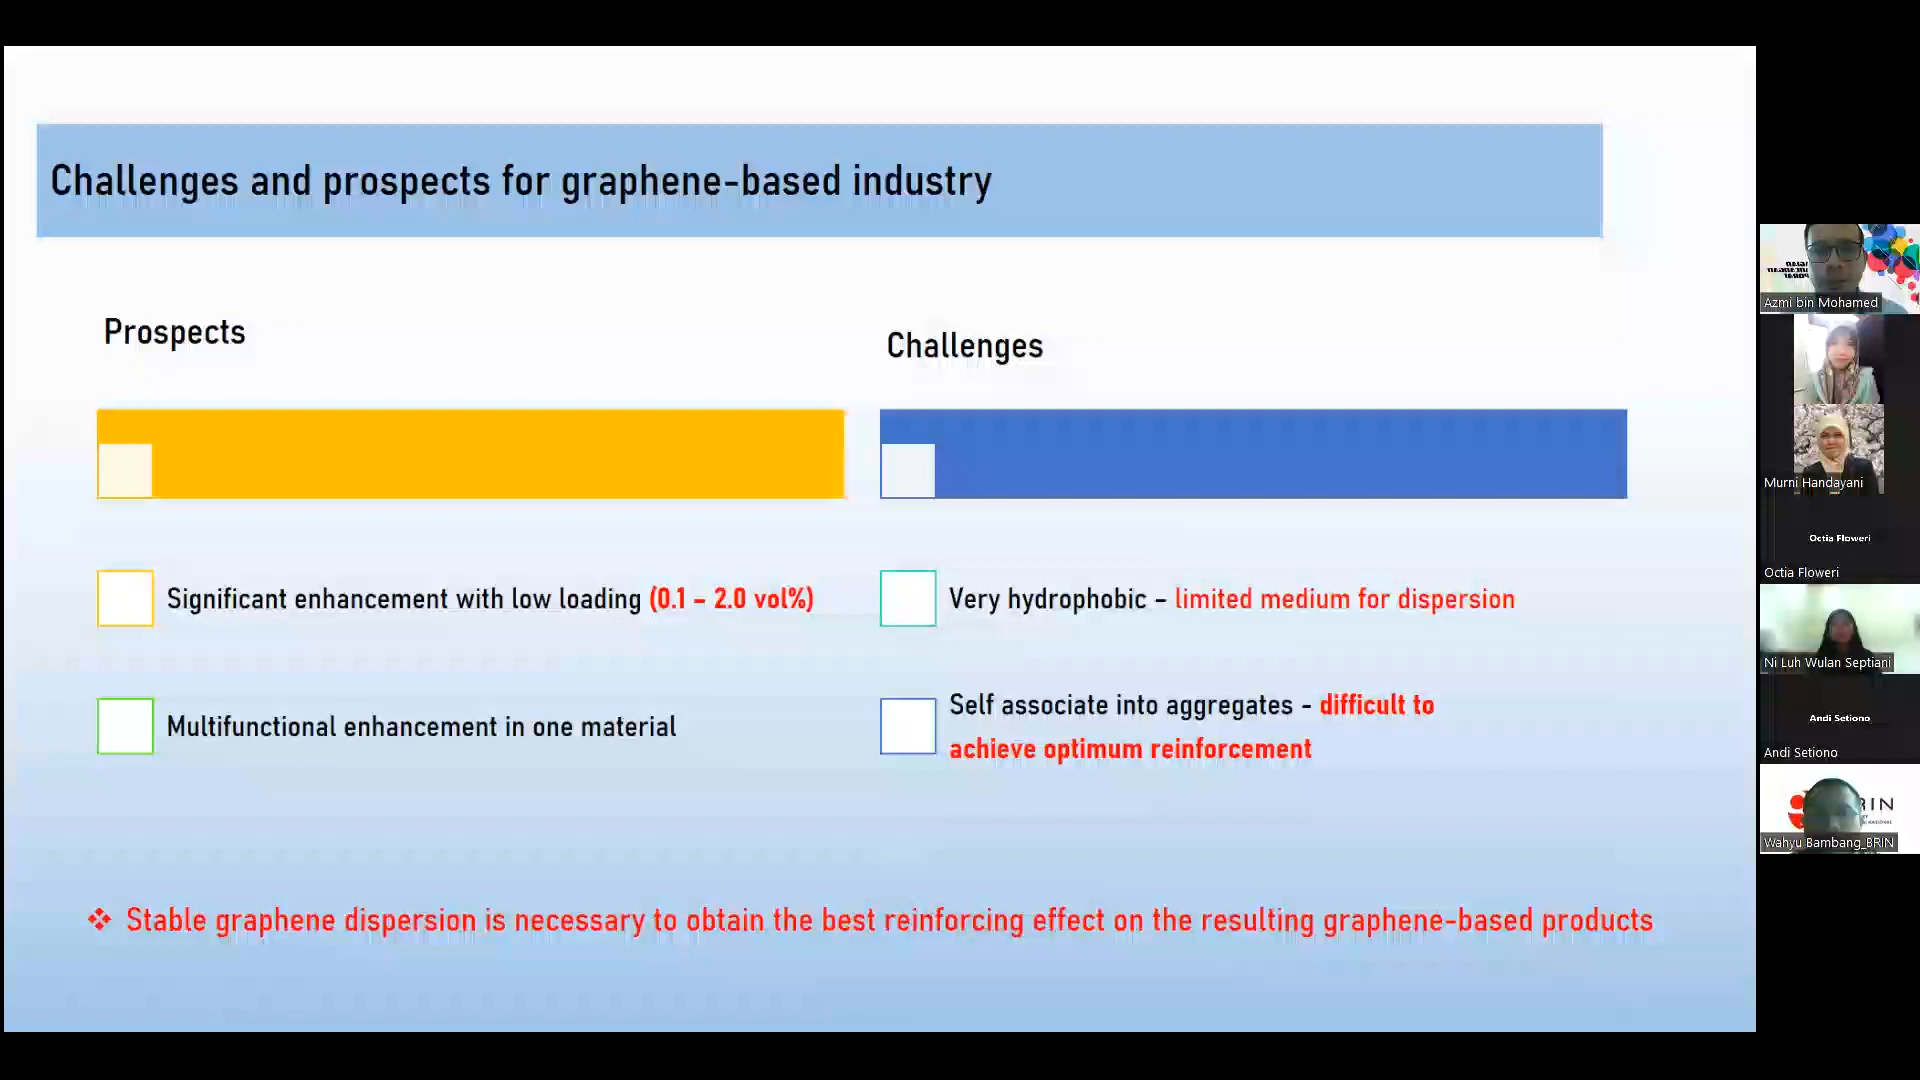 Challenges and prospects for graphene-based industry
Prospects
Significant enhancement with low loading (0.1 – 2.0 vol%)
Multifunctional enhancement in one material
Challenges
Very hydrophobic – limited medium for dispersion
Self associate into aggregates - difficult to
achieve optimum reinforcement
❖ Stable graphene dispersion is necessary to obtain the best reinforcing effect on the resulting graphene-based products
Azmi bin Mohamed
Murni Handayani
Octia Floweri
Octia Floweri
Ni Luh Wulan Septiani
Andi Setiono
Andi Setiono
Wahyu Bambang_BRIN